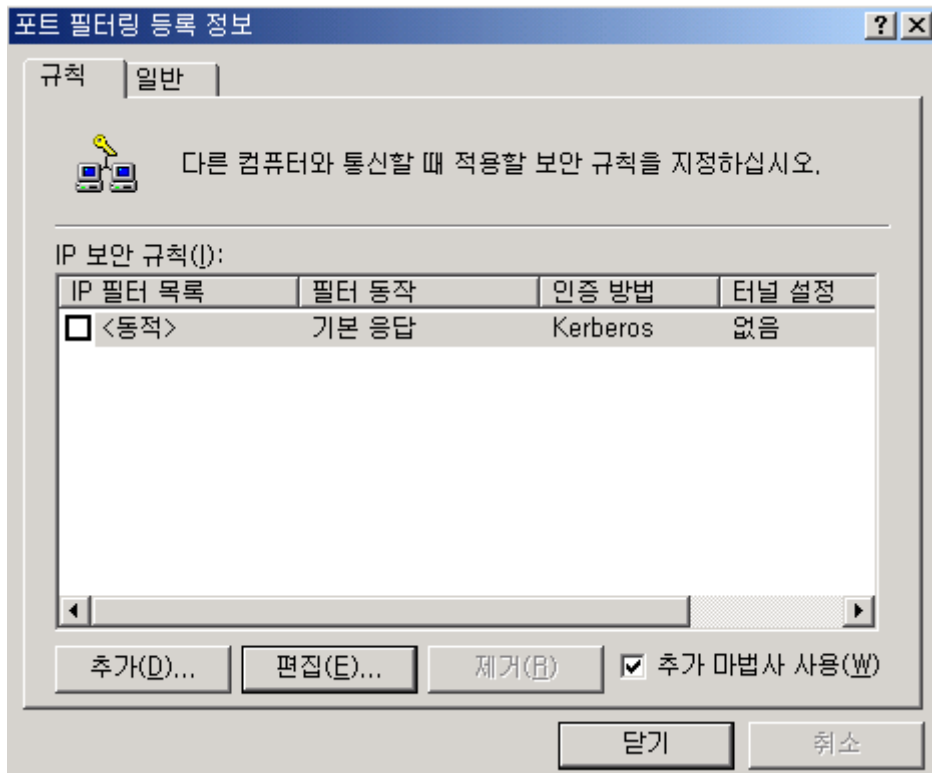 포트 필터링 등록 정보
규칙 일반
다른 컴퓨터와 통신할 때 적용할 보안 규칙을 지정하십시오.
IP 보안 규칙(I):
IP 필터 목록 필터 동작 인증 방법 터널 설정
<동적> 기본 응답 Kerberos 없음
추가(D)... 편집(E)... 제거(R) 추가 마법사 사용(W)
닫기 취소